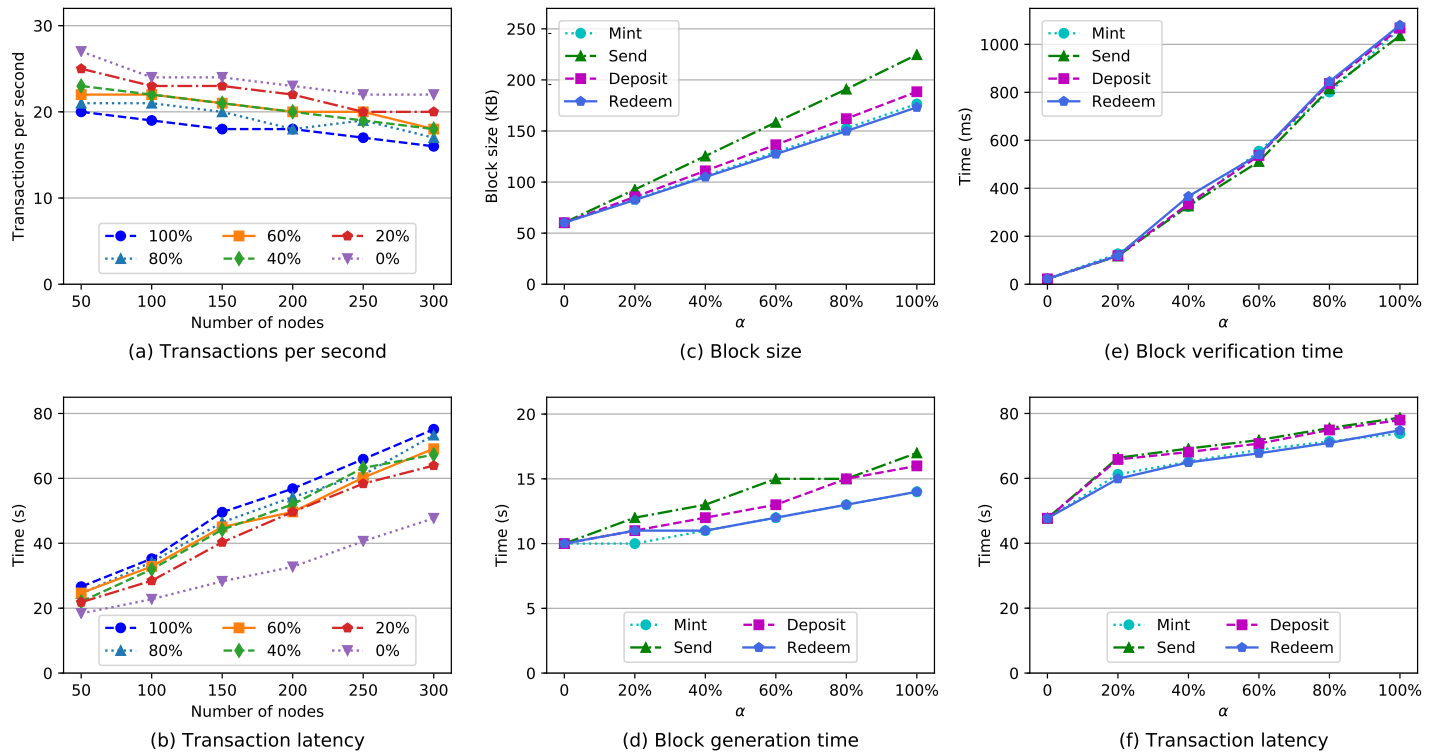 30
20
10
0
Transactions per second
100%
60%
20%
80%
40%
0%
50 100 150 200 250 300
Number of nodes
(a) Transactions per second
250
200
150
100
50
0
Block size (KB)
Mint
Send
Deposit
Redeem
0 20% 40% 60% 80% 100%
α
(c) Block size
1000
800
600
400
200
0
Time (ms)
Mint
Send
Deposit
Redeem
0 20% 40% 60% 80% 100%
α
(e) Block verification time
80
60
40
20
0
Time (s)
100%
60%
20%
80%
40%
0%
50 100 150 200 250 300
Number of nodes
(b) Transaction latency
20
15
10
5
0
Time (s)
Mint
Deposit
Send
Redeem
0 20% 40% 60% 80% 100%
α
(d) Block generation time
80
60
40
20
0
Time (s)
Mint
Deposit
Send
Redeem
0 20% 40% 60% 80% 100%
α
(f) Transaction latency